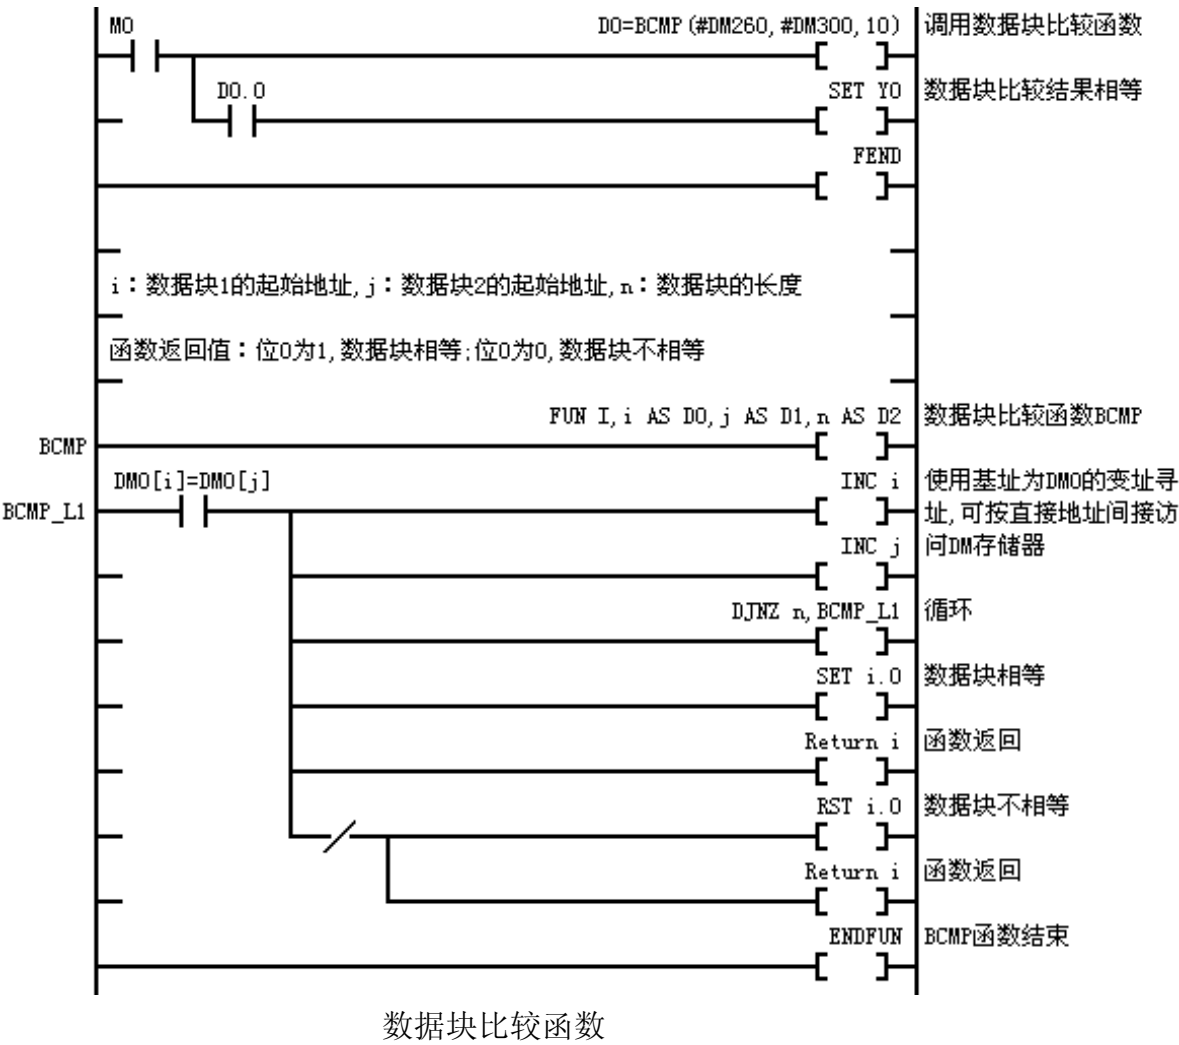 M0
D0=BCMP(#DM260,#DM300,10)
调用数据块比较函数
D0.0
SET Y0
数据块比较结果相等
FEND
i：数据块1的起始地址,j：数据块2的起始地址,n：数据块的长度
函数返回值：位0为1,数据块相等;位0为0,数据块不相等
FUN I,i AS D0,j AS D1,n AS D2
数据块比较函数BCMP
BCMP
DM0[i]=DM0[j]
INC i
使用基址为DM0的变址寻
BCMP_L1
址,可按直接地址间接访
INC j
问DM存储器
DJNZ n,BCMP_L1
循环
SET i.0
数据块相等
Return i
函数返回
RST i.0
数据块不相等
Return i
函数返回
ENDFUN
BCMP函数结束
数据块比较函数